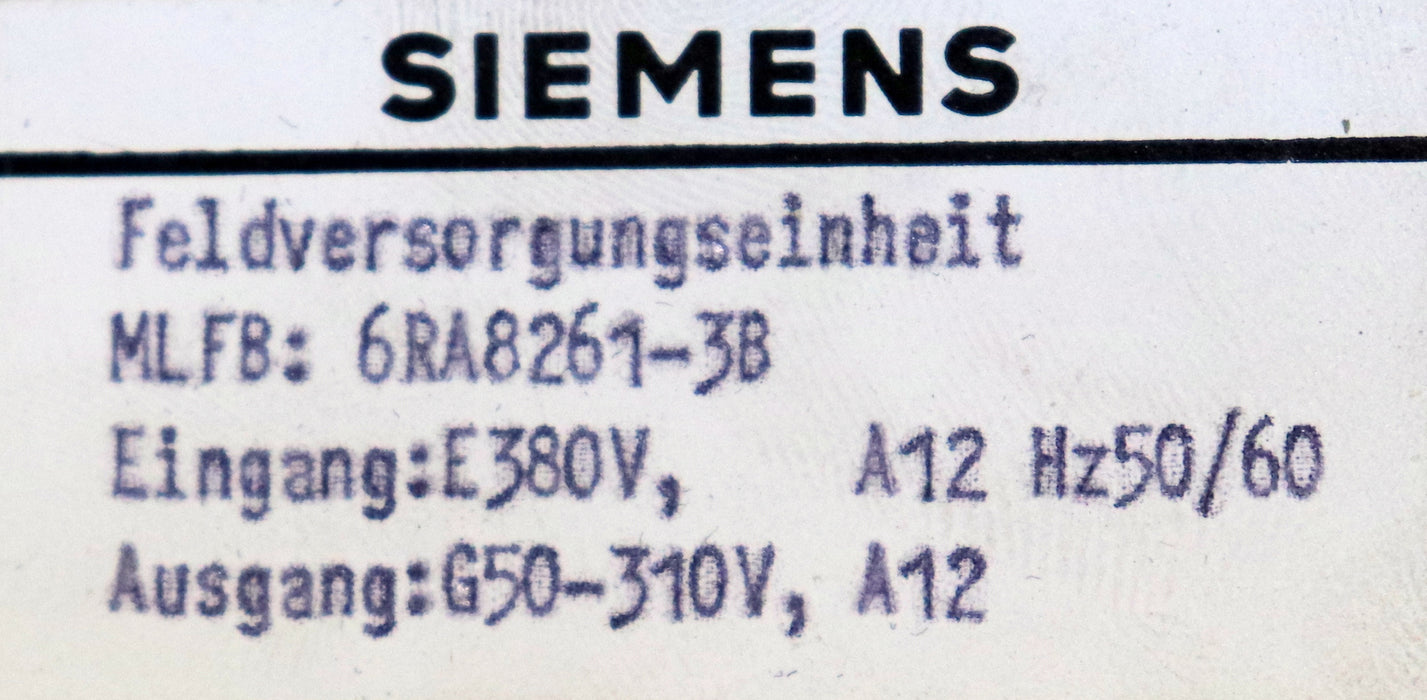 SIEMENS
Feldversorgungseinheit
MLFB: 6RA8261-3B
Eingang:E380V, A12 Hz50/60
Ausgang:G50-310V, A12